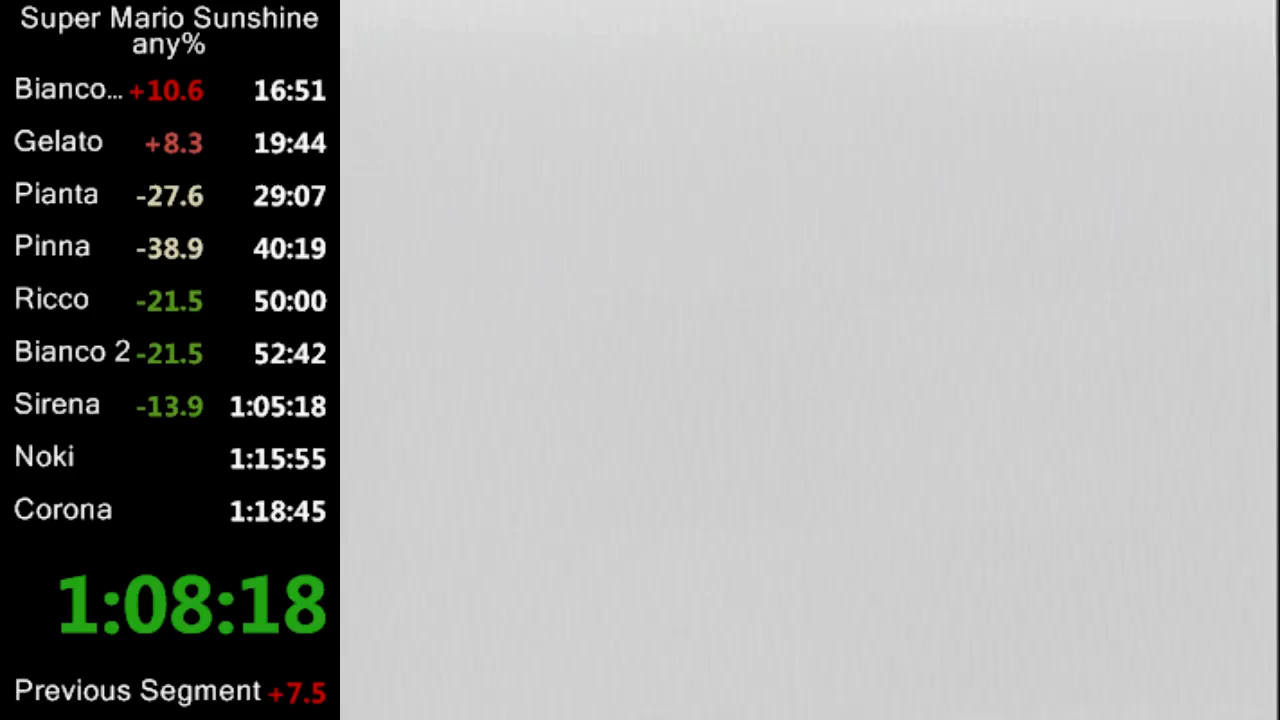 Super Mario Sunshine
any%
Bianco... +10.6 16:51
Gelato +8.3 19:44
Pianta -27.6 29:07
Pinna -38.9 40:19
Ricco -21.5 50:00
Bianco 2 -21.5 52:42
Sirena -13.9 1:05:18
Noki 1:15:55
Corona 1:18:45
1:08:18
Previous Segment +7.5